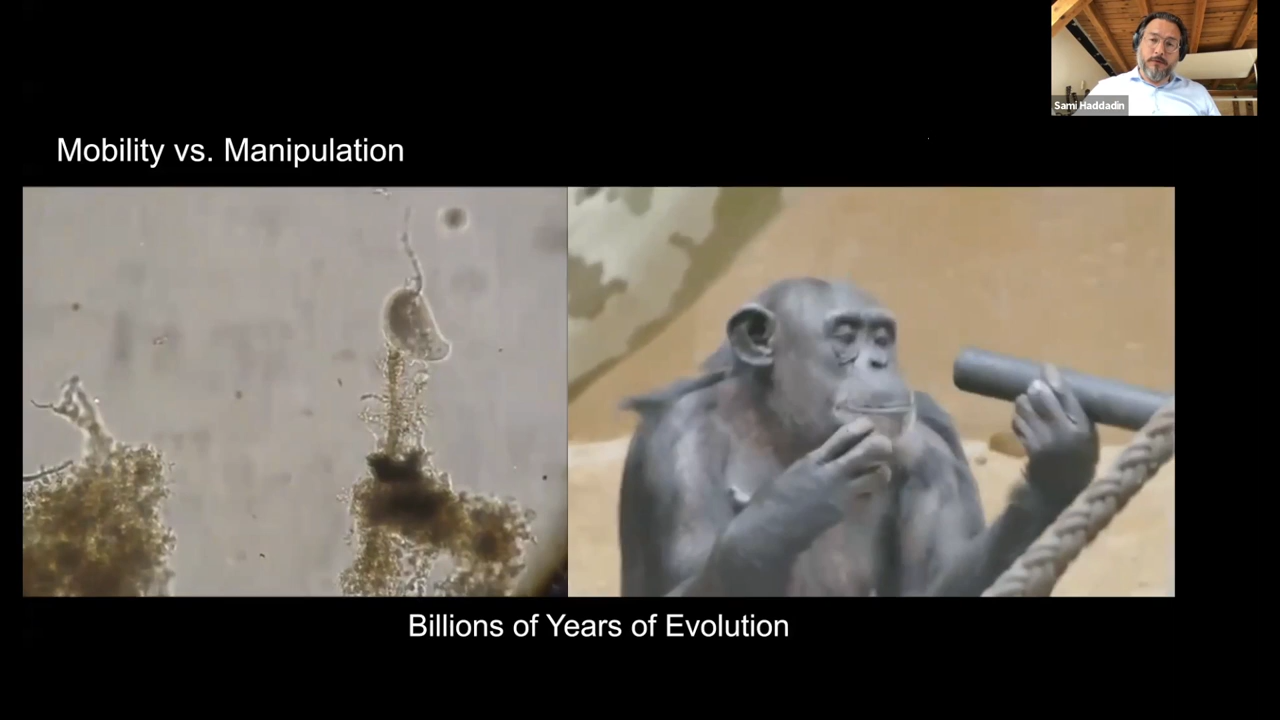 Sami Haddadin
Mobility vs. Manipulation
Billions of Years of Evolution